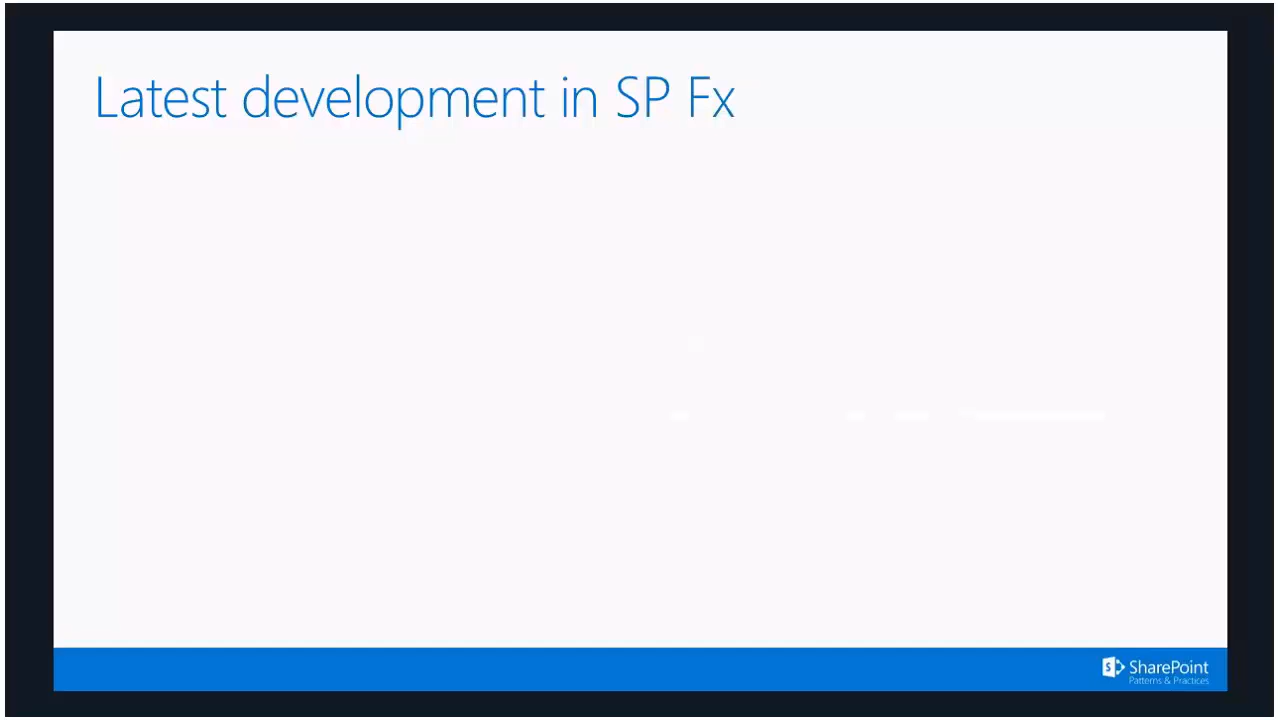 Latest development in SP Fx
SharePoint
Patterns & Practices